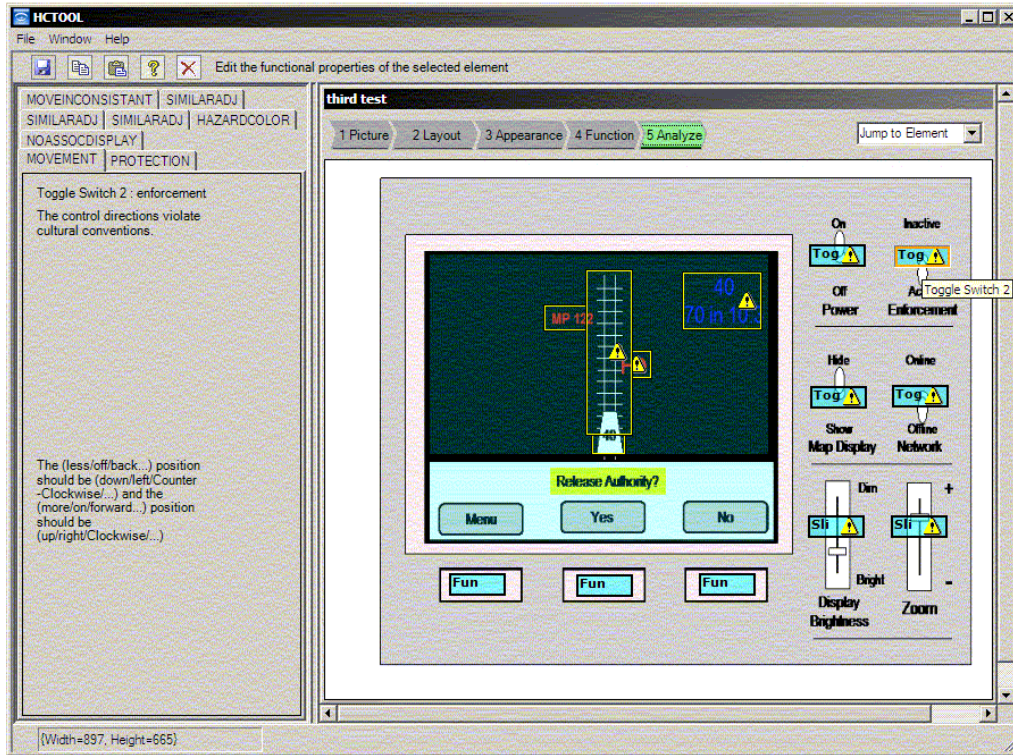 HCTOOL
File Window Help
Edit the functional properties of the selected element
MOVEINCONSISTANT SIMILARADJ
SIMILARADJ SIMILARADJ HAZARDCOLOR
NOASSOCDISPLAY
MOVEMENT PROTECTION
Toggle Switch 2 : enforcement
The control directions violate
cultural conventions.
The (less/off/back...) position
should be (down/left/Counter
-Clockwise/...) and the
(more/on/forward...) position
should be
(up/right/Clockwise/...)
third test
1 Picture 2 Layout 3 Appearance 4 Function 5 Analyze
Jump to Element
On Inactive
Tog Tog
Toggle Switch 2
Off
Power Enforcement
40
70 in 10.
MP 122
Hide Online
Tog Tog
Show Offline
Map Display Network
40
Release Authority?
Menu Yes No
Dim +
Sli Sli
Bright -
Display
Brightness
Zoom
Fun Fun Fun
{Width=897, Height=665}